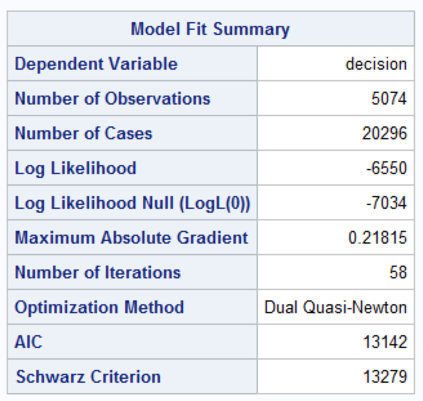 Model Fit Summary
Dependent Variable decision
Number of Observations 5074
Number of Cases 20296
Log Likelihood -6550
Log Likelihood Null (LogL(0)) -7034
Maximum Absolute Gradient 0.21815
Number of Iterations 58
Optimization Method Dual Quasi-Newton
AIC 13142
Schwarz Criterion 13279